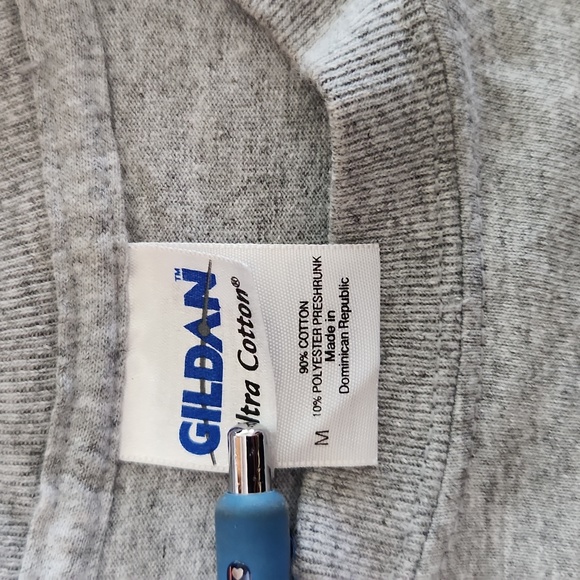 GILDAN™
ltra Cotton®
90% COTTON
10% POLYESTER PRESHRUNK
Made in
Dominican Republic
M